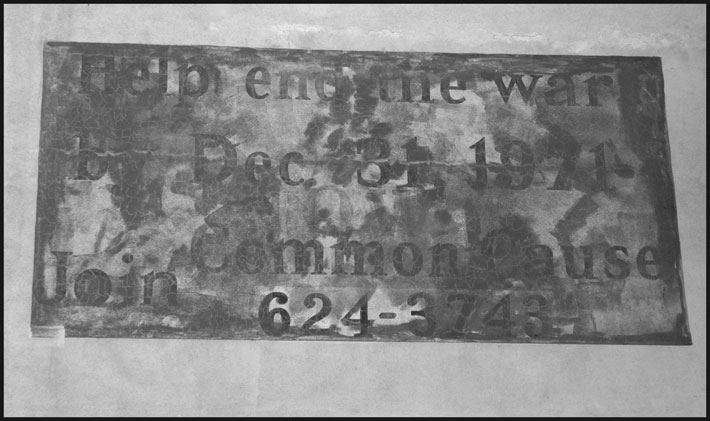 Help end the war
by Dec. 31, 1971-
Join Common Cause
624-3743